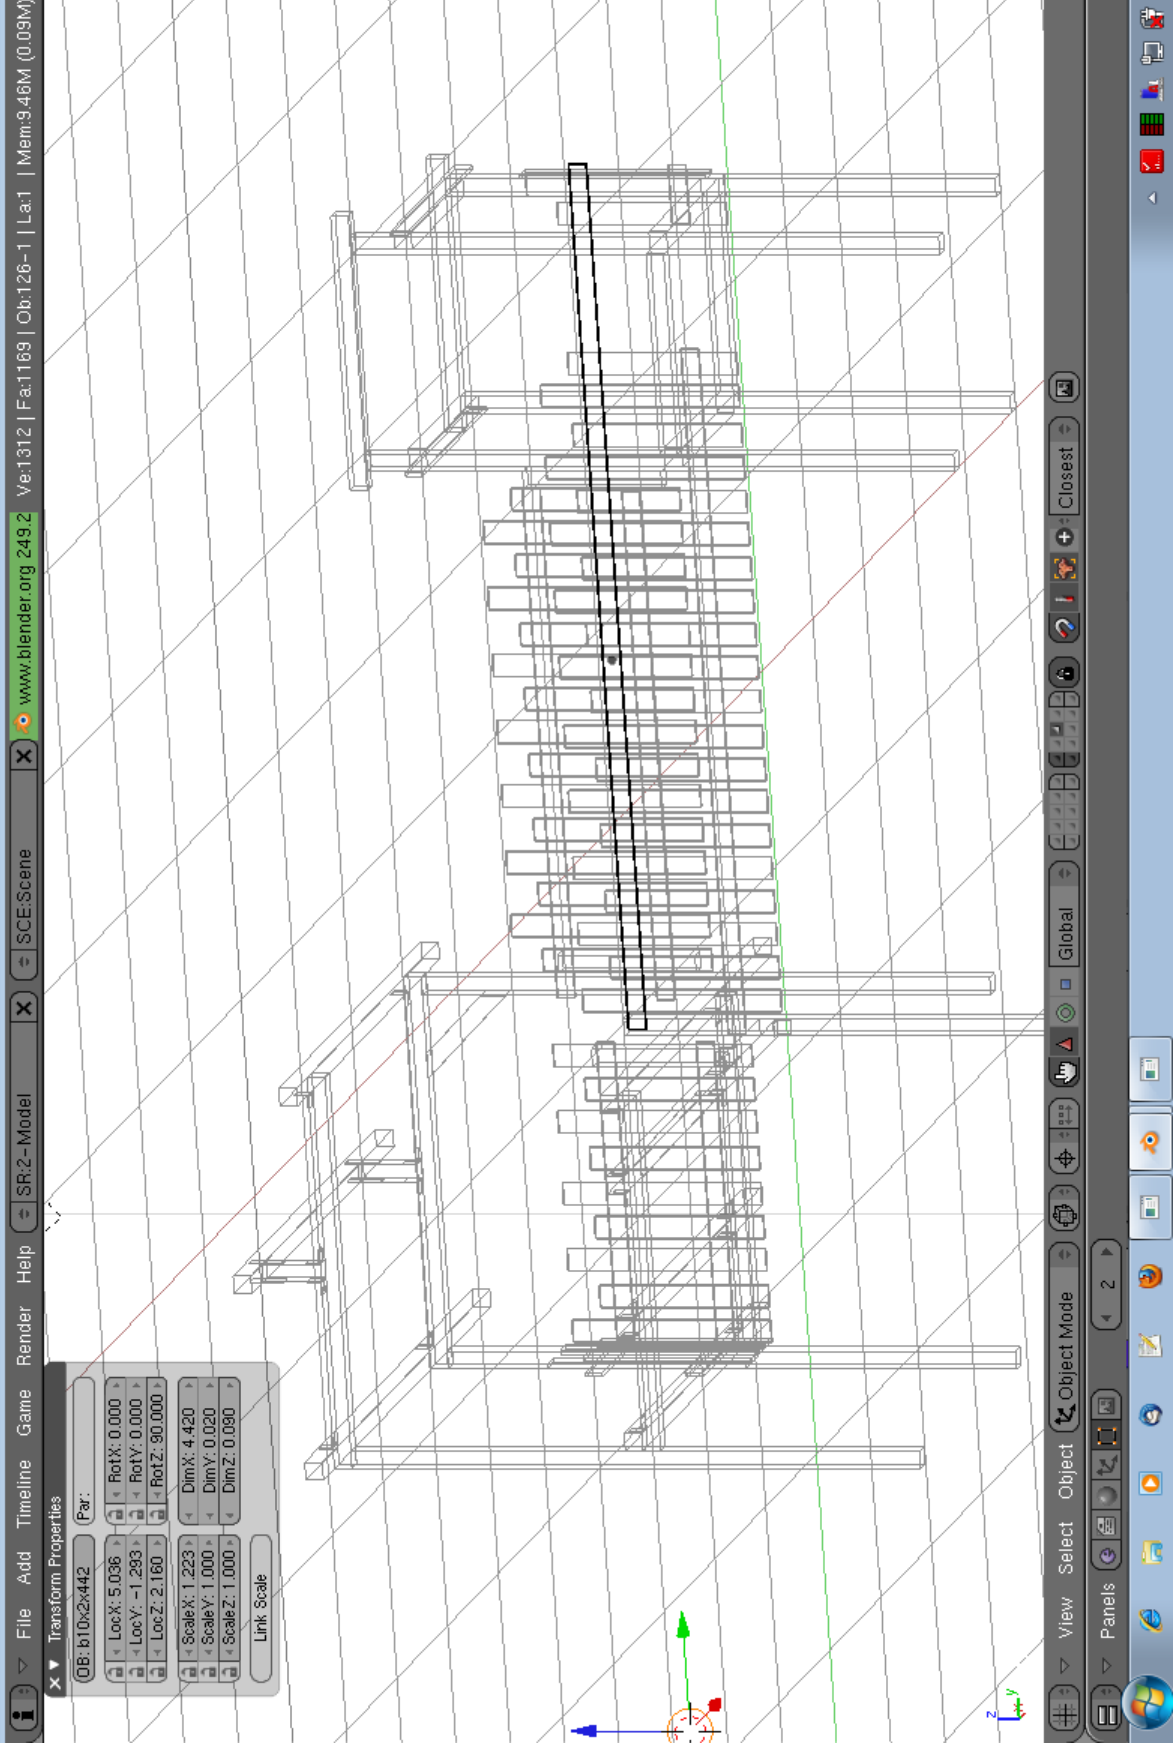 File Add Timeline Game Render Help SR:2-Model SCE:Scene www.blender.org 249.2 Ve:1312 | Fa:1169 | Ob:126-1 | La:1 | Mem:9.46M (0.09M)
Transform Properties
OB: b10x2x442 Par:
LocX: 5.036 RotX: 0.000
LocY: -1.293 RotY: 0.000
LocZ: 2.160 RotZ: 90.000
ScaleX: 1.223 DimX: 4.420
ScaleY: 1.000 DimY: 0.020
ScaleZ: 1.000 DimZ: 0.090
Link Scale
z
y
View Select Object Object Mode Global Closest
Panels 2